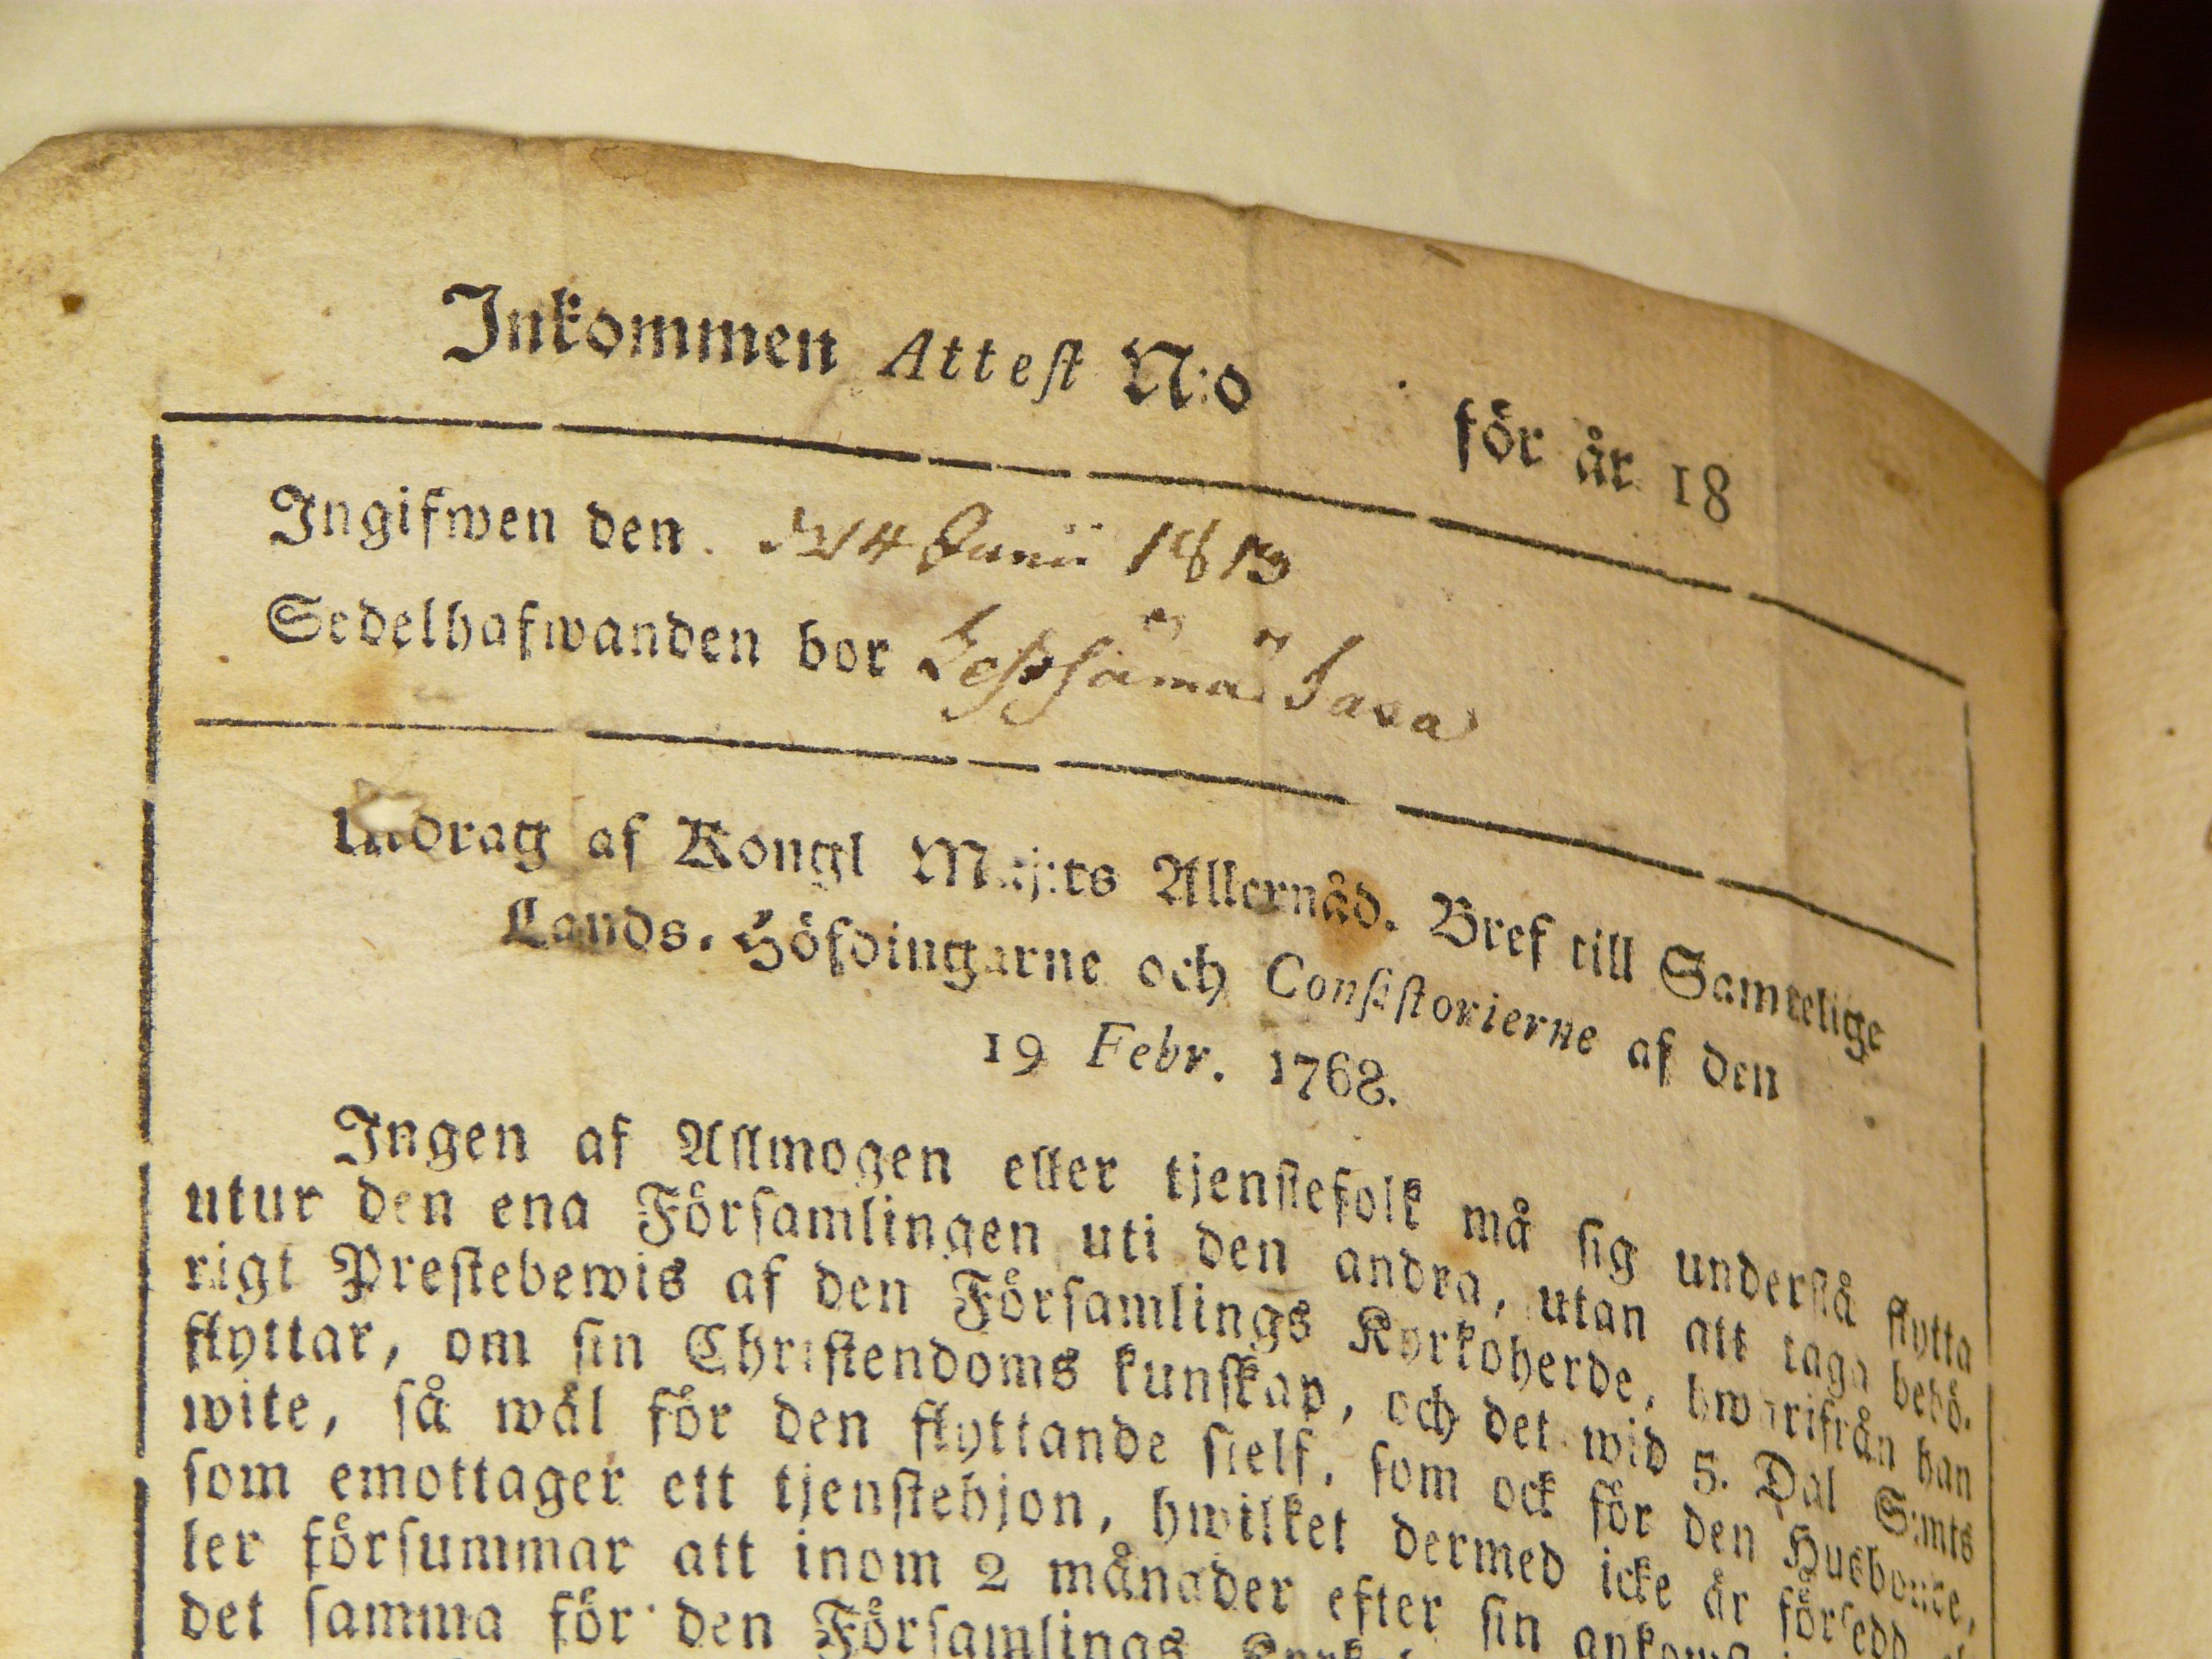 Inkommen Attest N:o för år 18
Ingifwen den. Junii 1813
Sedelhafwanden bor
Utdrag af Kongl Maj:ts Allernåd. Bref till Samtelige
Lands-Höfdingarne och Consistorierne af den
19 Febr. 1768.
Ingen af Allmogen eller tjenstefolk må sig understå flytta
utur den ena Församlingen uti den andra, utan att taga behö-
rigt Prestebewis af den Församlings Kyrkoherde, hwarifrån han
flyttar, om sin Christendoms kunskap, och det wid 5. Dal S:mts
wite, så wäl för den flyttande sielf, som ock för den Husbonde,
som emottager ett tjenstehjon, hwilket dermed icke är försedd
ler försummar att inom 2 månader efter sin
det samma för den Församlings